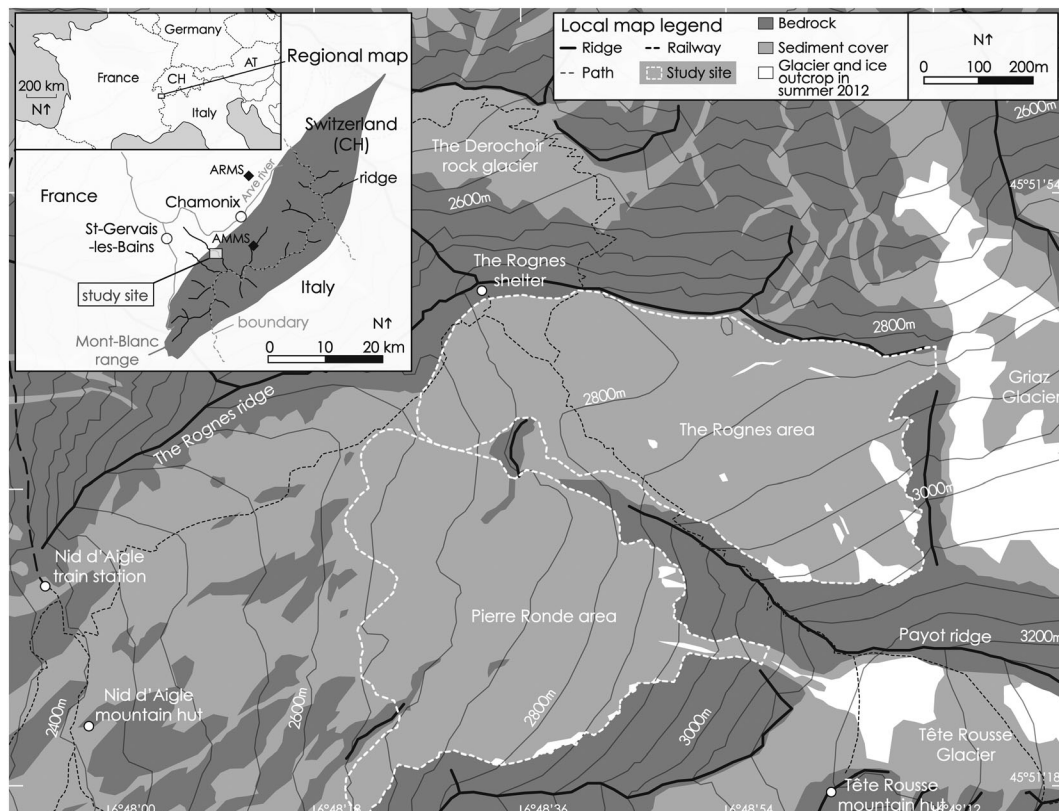 Germany
France
CH
AT
Italy
200 km
N↑
Regional map
Switzerland
(CH)
ridge
ARMS
Arve river
France
Chamonix
St-Gervais
-les-Bains
AMMS
study site
Italy
boundary
Mont-Blanc
range
N↑
0 10 20 km
Local map legend
Ridge
Railway
Path
Study site
Bedrock
Sediment cover
Glacier and ice
outcrop in
summer 2012
N↑
0 100 200m
2600m
The Derochoir
rock glacier
45°51'54
2600m
The Rognes
shelter
2800m
Griaz
Glacier
2800m
The Rognes ridge
The Rognes area
3000m
Nid d'Aigle
train station
Pierre Ronde area
Payot ridge
3200m
Nid d'Aigle
mountain hut
2400m
2600m
2800m
3000m
Tête Rousse
Glacier
45°51'18
Tête Rousse
mountain hut
6°48'00
6°48'18
6°48'36
6°48'54